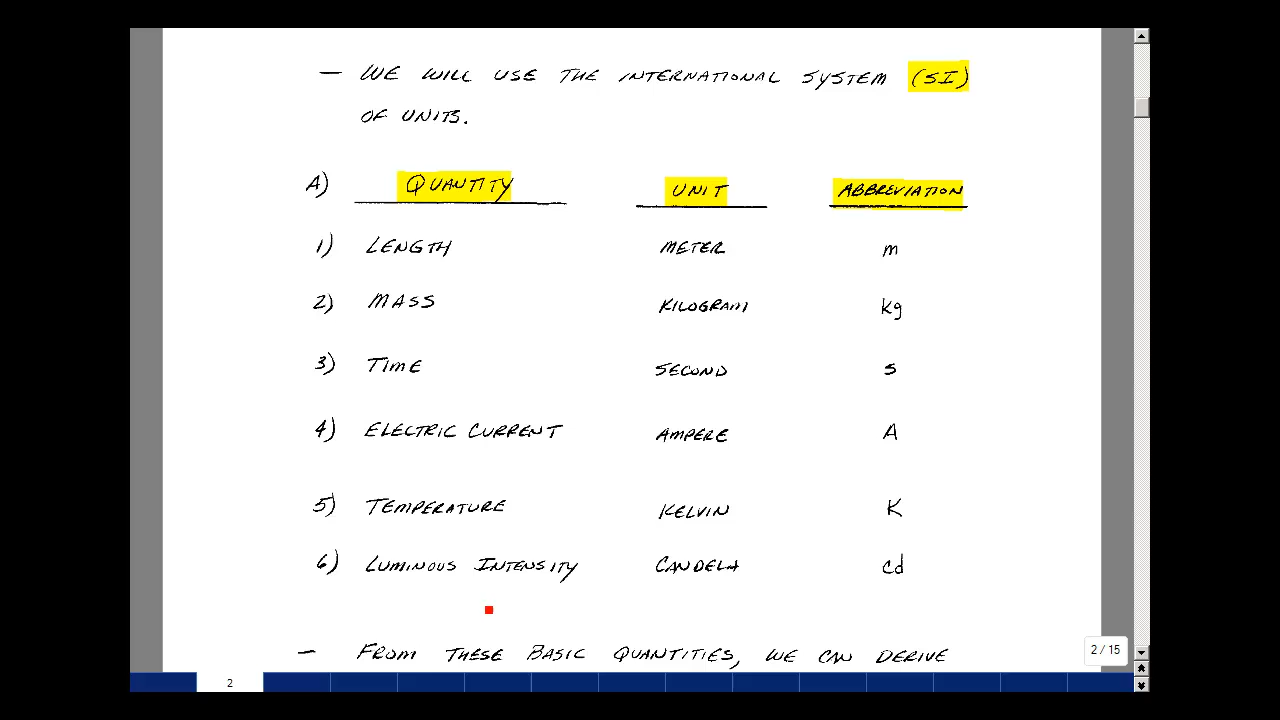 — WE WILL USE THE INTERNATIONAL SYSTEM (SI)
OF UNITS.
A) QUANTITY UNIT ABBREVIATION
1) LENGTH METER m
2) MASS KILOGRAM kg
3) TIME SECOND s
4) ELECTRIC CURRENT AMPERE A
5) TEMPERATURE KELVIN K
6) LUMINOUS INTENSITY CANDELA cd
— FROM THESE BASIC QUANTITIES, WE CAN DERIVE
2 / 15
2